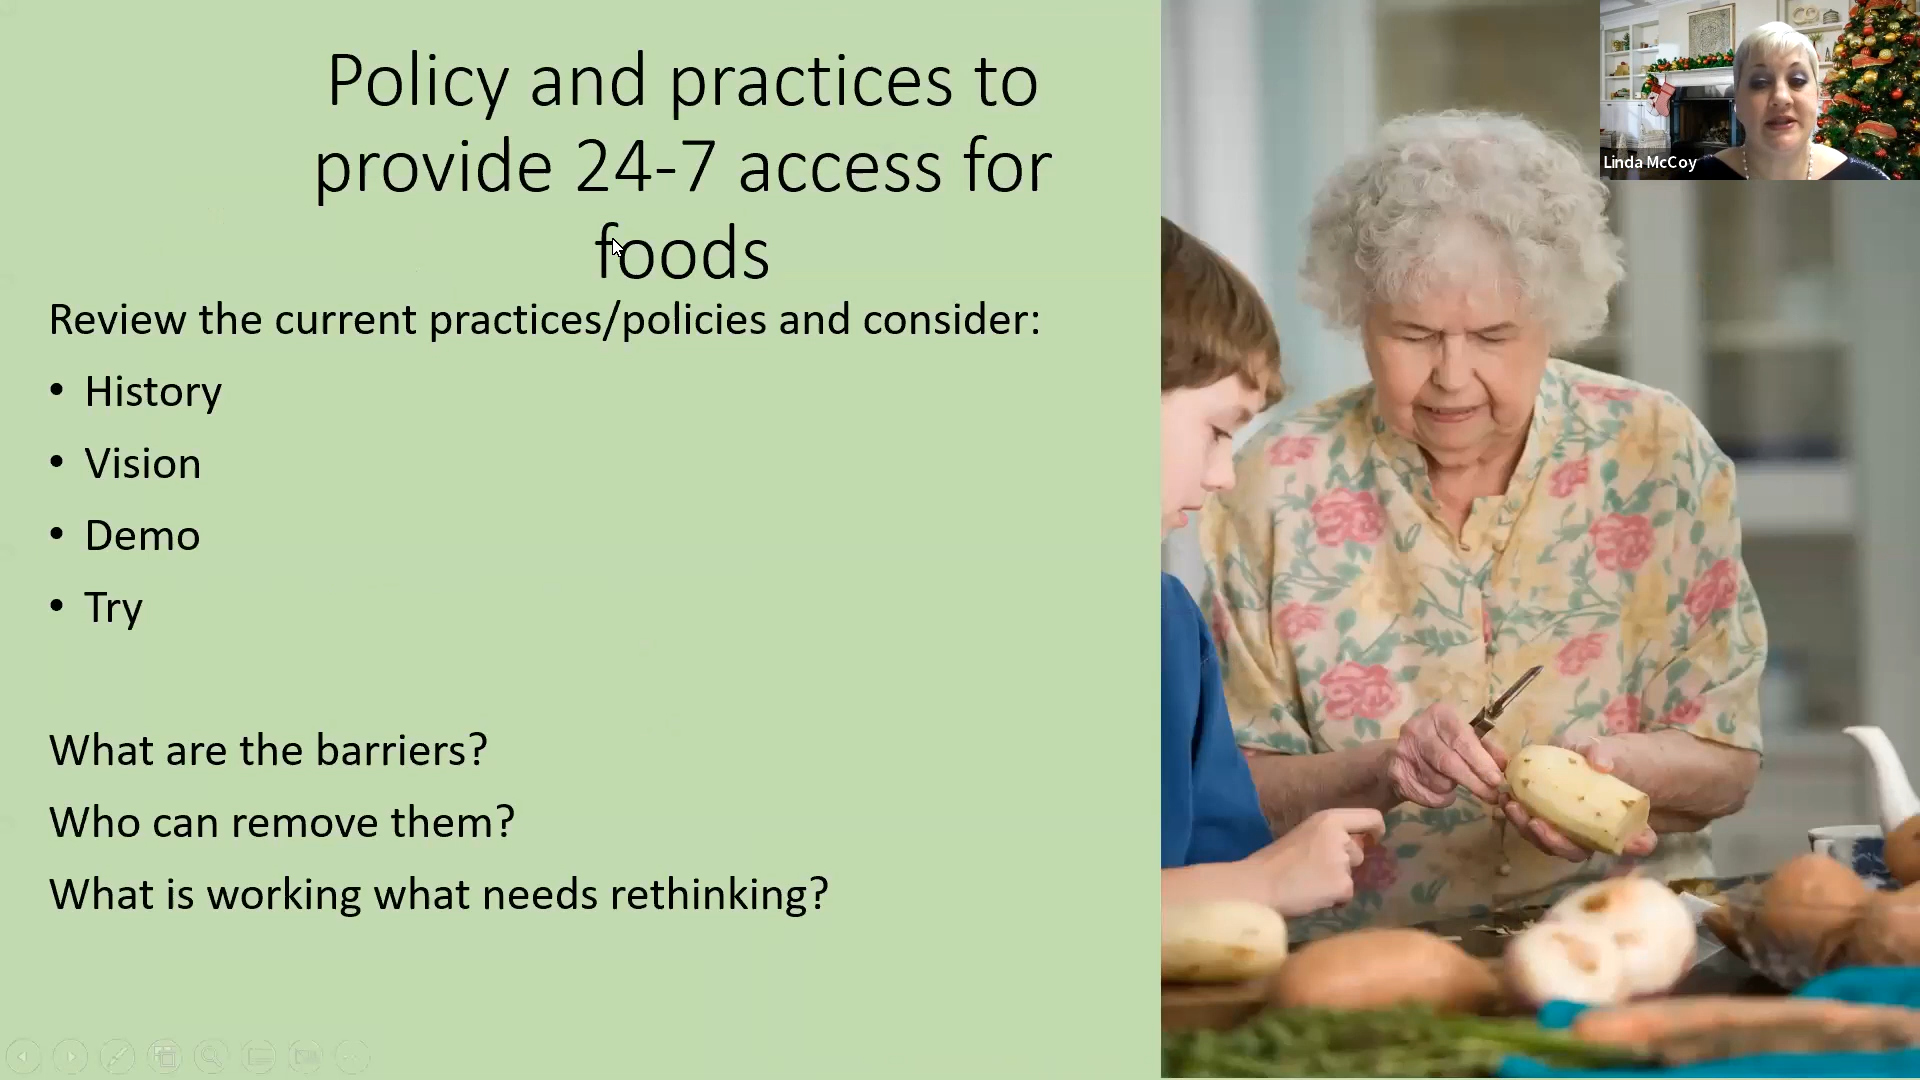 Policy and practices to
provide 24-7 access for
foods
Review the current practices/policies and consider:
• History
• Vision
• Demo
• Try
What are the barriers?
Who can remove them?
What is working what needs rethinking?
Linda McCoy